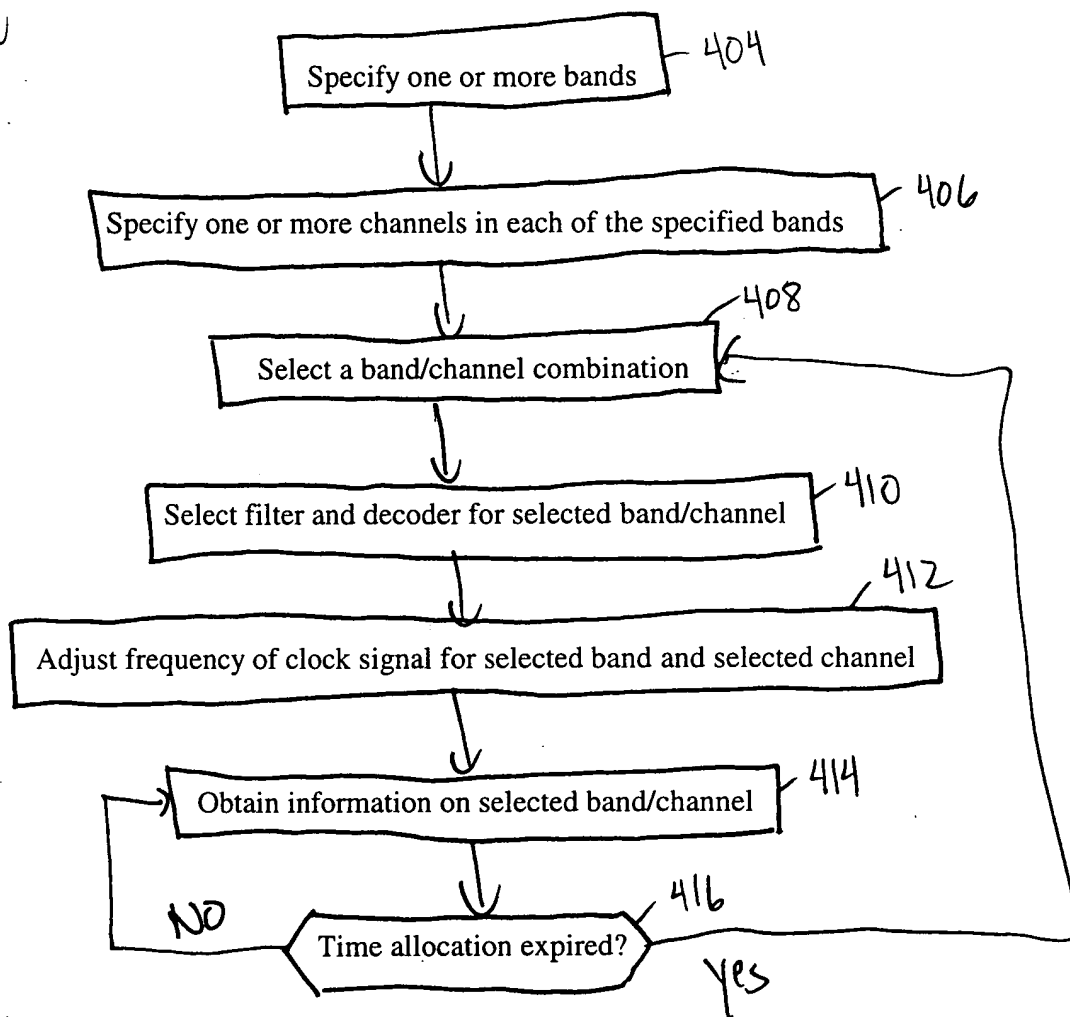 Specify one or more bands
404
Specify one or more channels in each of the specified bands
406
408
Select a band/channel combination
Select filter and decoder for selected band/channel
410
412
Adjust frequency of clock signal for selected band and selected channel
Obtain information on selected band/channel
414
416
NO
Time allocation expired?
Yes